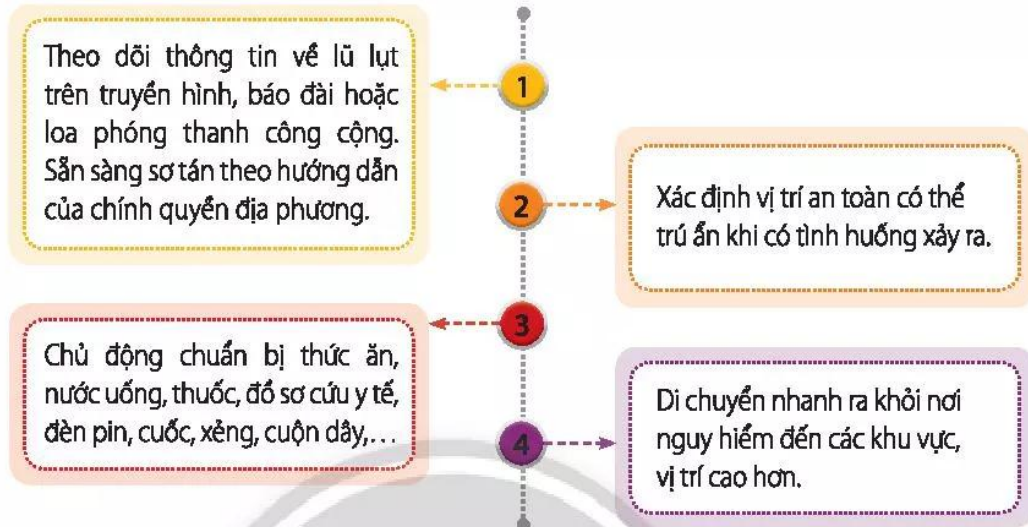 Theo dõi thông tin về lũ lụt
trên truyền hình, báo đài hoặc
loa phóng thanh công cộng.
Sẵn sàng sơ tán theo hướng dẫn
của chính quyền địa phương.
1
2
Xác định vị trí an toàn có thể
trú ẩn khi có tình huống xảy ra.
3
Chủ động chuẩn bị thức ăn,
nước uống, thuốc, đồ sơ cứu y tế,
đèn pin, cuốc, xẻng, cuộn dây,...
4
Di chuyển nhanh ra khỏi nơi
nguy hiểm đến các khu vực,
vị trí cao hơn.